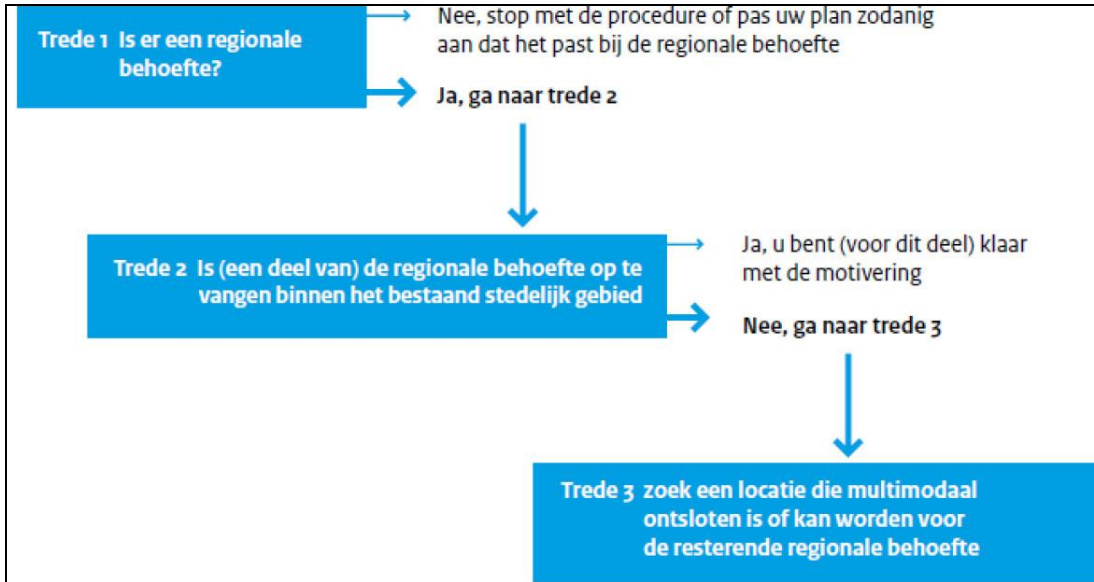 Trede 1 Is er een regionale
behoefte?
Nee, stop met de procedure of pas uw plan zodanig
aan dat het past bij de regionale behoefte
Ja, ga naar trede 2
Trede 2 Is (een deel van) de regionale behoefte op te
vangen binnen het bestaand stedelijk gebied
Ja, u bent (voor dit deel) klaar
met de motivering
Nee, ga naar trede 3
Trede 3 zoek een locatie die multimodaal
ontsloten is of kan worden voor
de resterende regionale behoefte